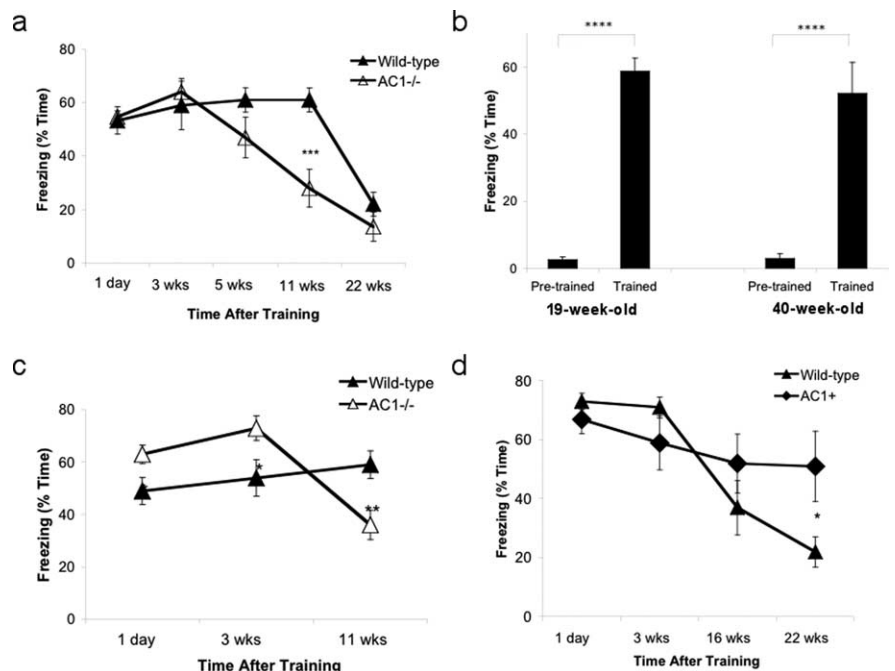 a
Wild-type
AC1-/-
Freezing (% Time)
80
60
40
20
0
***
1 day 3 wks 5 wks 11 wks 22 wks
Time After Training
b
**** ****
Freezing (% Time)
60
40
20
0
Pre-trained Trained Pre-trained Trained
19-week-old 40-week-old
c
Wild-type
AC1-/-
Freezing (% Time)
80
60
40
20
0
*
**
1 day 3 wks 11 wks
Time After Training
d
Wild-type
AC1+
Freezing (% Time)
80
60
40
20
0
*
1 day 3 wks 16 wks 22 wks
Time After Training